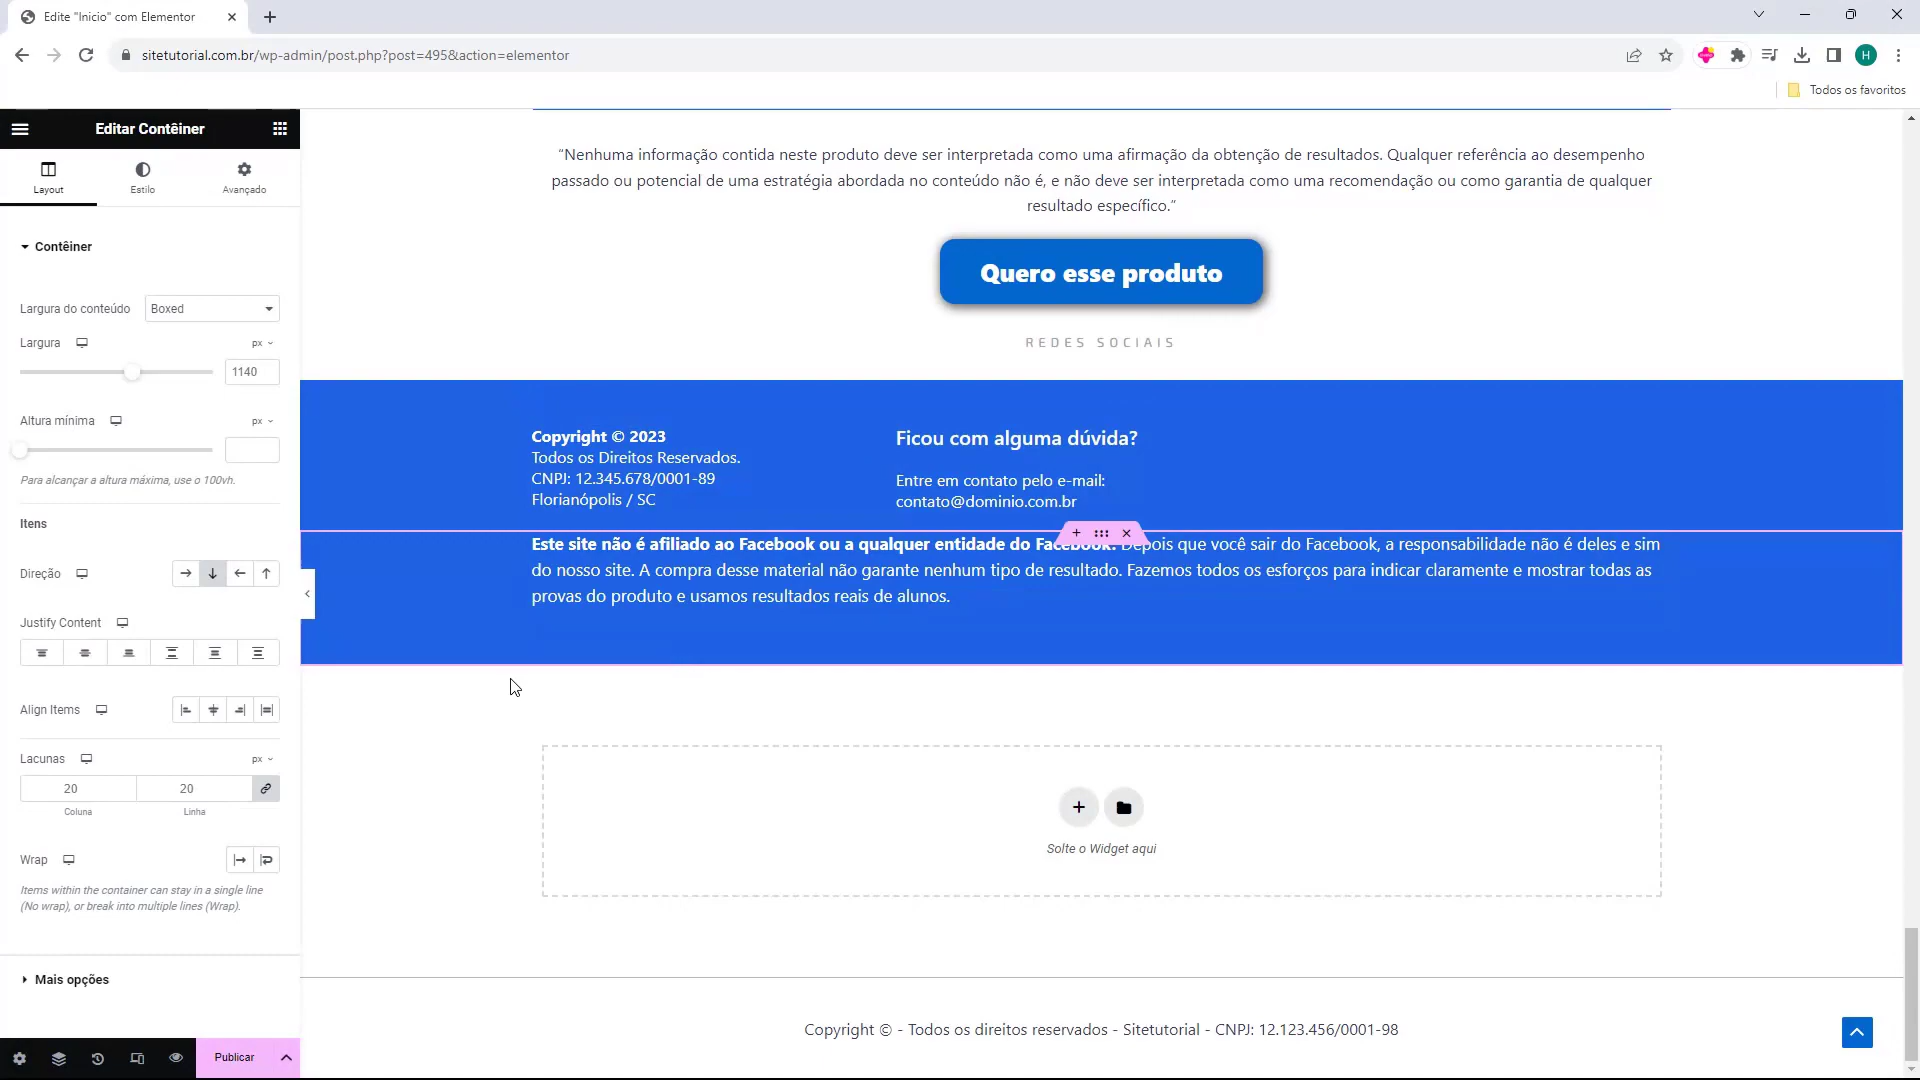 Edite "Inicio" com Elementor
sitetutorial.com.br/wp-admin/post.php?post=495&action=elementor
H
Todos os favoritos
Editar Contêiner
Layout
Estilo
Avançado
Contêiner
Largura do conteúdo
Boxed
Largura
px
1140
Altura mínima
px
Para alcançar a altura máxima, use o 100vh.
Itens
Direção
Justify Content
Align Items
Lacunas
px
20
20
Coluna
Linha
Wrap
Items within the container can stay in a single line
(No wrap), or break into multiple lines (Wrap).
Mais opções
Publicar
“Nenhuma informação contida neste produto deve ser interpretada como uma afirmação da obtenção de resultados. Qualquer referência ao desempenho
passado ou potencial de uma estratégia abordada no conteúdo não é, e não deve ser interpretada como uma recomendação ou como garantia de qualquer
resultado específico.”
Quero esse produto
REDES SOCIAIS
Copyright © 2023
Todos os Direitos Reservados.
CNPJ: 12.345.678/0001-89
Florianópolis / SC
Ficou com alguma dúvida?
Entre em contato pelo e-mail:
contato@dominio.com.br
Este site não é afiliado ao Facebook ou a qualquer entidade do Facebook. Depois que você sair do Facebook, a responsabilidade não é deles e sim
do nosso site. A compra desse material não garante nenhum tipo de resultado. Fazemos todos os esforços para indicar claramente e mostrar todas as
provas do produto e usamos resultados reais de alunos.
Solte o Widget aqui
Copyright © - Todos os direitos reservados - Sitetutorial - CNPJ: 12.123.456/0001-98